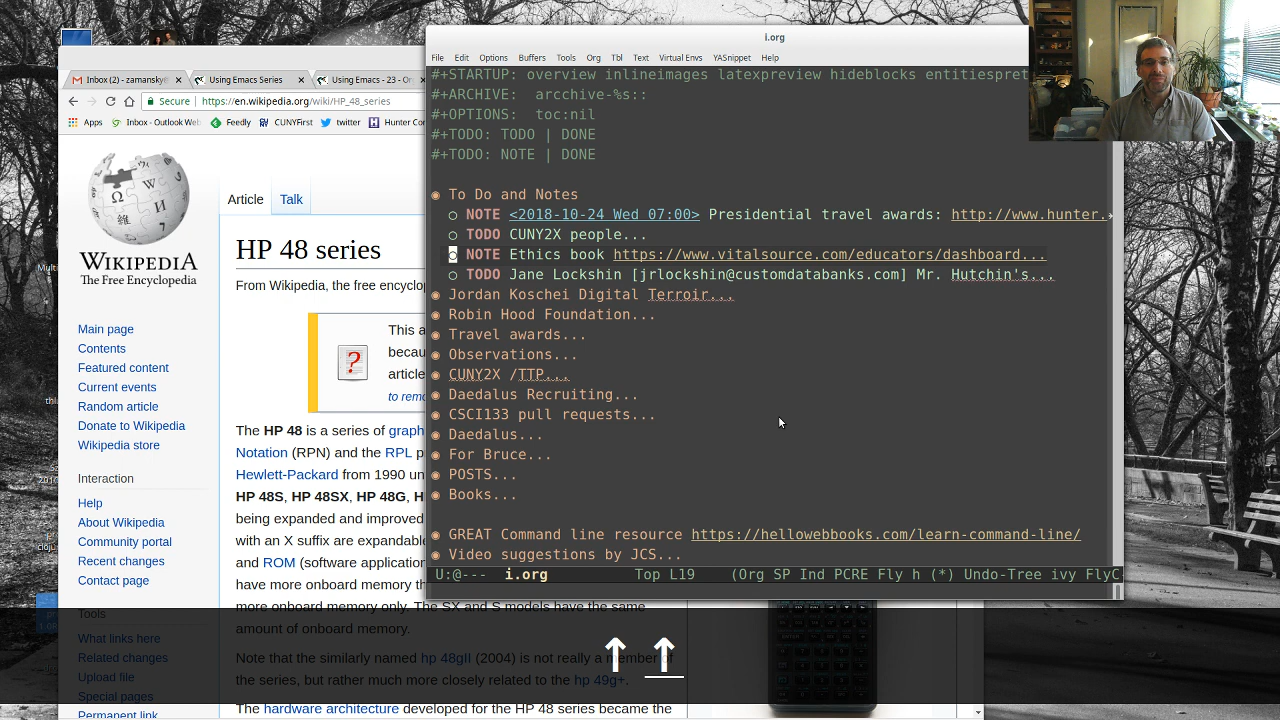 i.org
File Edit Options Buffers Tools Org Tbl Text Virtual Envs YASnippet Help
#+STARTUP: overview inlineimages latexpreview hideblocks entitiespret
#+ARCHIVE: arcchive-%s::
#+OPTIONS: toc:nil
#+TODO: TODO | DONE
#+TODO: NOTE | DONE
To Do and Notes
NOTE <2018-10-24 Wed 07:00> Presidential travel awards: http://www.hunter.
TODO CUNY2X people...
NOTE Ethics book https://www.vitalsource.com/educators/dashboard...
TODO Jane Lockshin [jrlockshin@customdatabanks.com] Mr. Hutchin's...
Jordan Koschei Digital Terroir...
Robin Hood Foundation...
Travel awards...
Observations...
CUNY2X /TTP...
Daedalus Recruiting...
CSCI133 pull requests...
Daedalus...
For Bruce...
POSTS...
Books...
GREAT Command line resource https://hellowebbooks.com/learn-command-line/
Video suggestions by JCS...
U:@--- i.org Top L19 (Org SP Ind PCRE Fly h (*) Undo-Tree ivy FlyC
Inbox (2) - zamansky@ Using Emacs Series Using Emacs - 23 - Or
Secure https://en.wikipedia.org/wiki/HP_48_series
Apps Inbox - Outlook Web Feedly CUNYFirst twitter Hunter Co
WIKIPEDIA
The Free Encyclopedia
Main page
Contents
Featured content
Current events
Random article
Donate to Wikipedia
Wikipedia store
Interaction
Help
About Wikipedia
Community portal
Recent changes
Contact page
Tools
What links here
Related changes
Upload file
Special pages
Permanent link
Article Talk
HP 48 series
From Wikipedia, the free encyclo
This a
becau
article
to remo
The HP 48 is a series of graph
Notation (RPN) and the RPL p
Hewlett-Packard from 1990 un
HP 48S, HP 48SX, HP 48G, H
being expanded and improved
with an X suffix are expandable
and ROM (software application
have more onboard memory th
more onboard memory only. The SX and S models have the same
amount of onboard memory.
Note that the similarly named hp 48gII (2004) is not really a member of
the series, but rather much more closely related to the hp 49g+.
The hardware architecture developed for the HP 48 series became the
↑ ↑